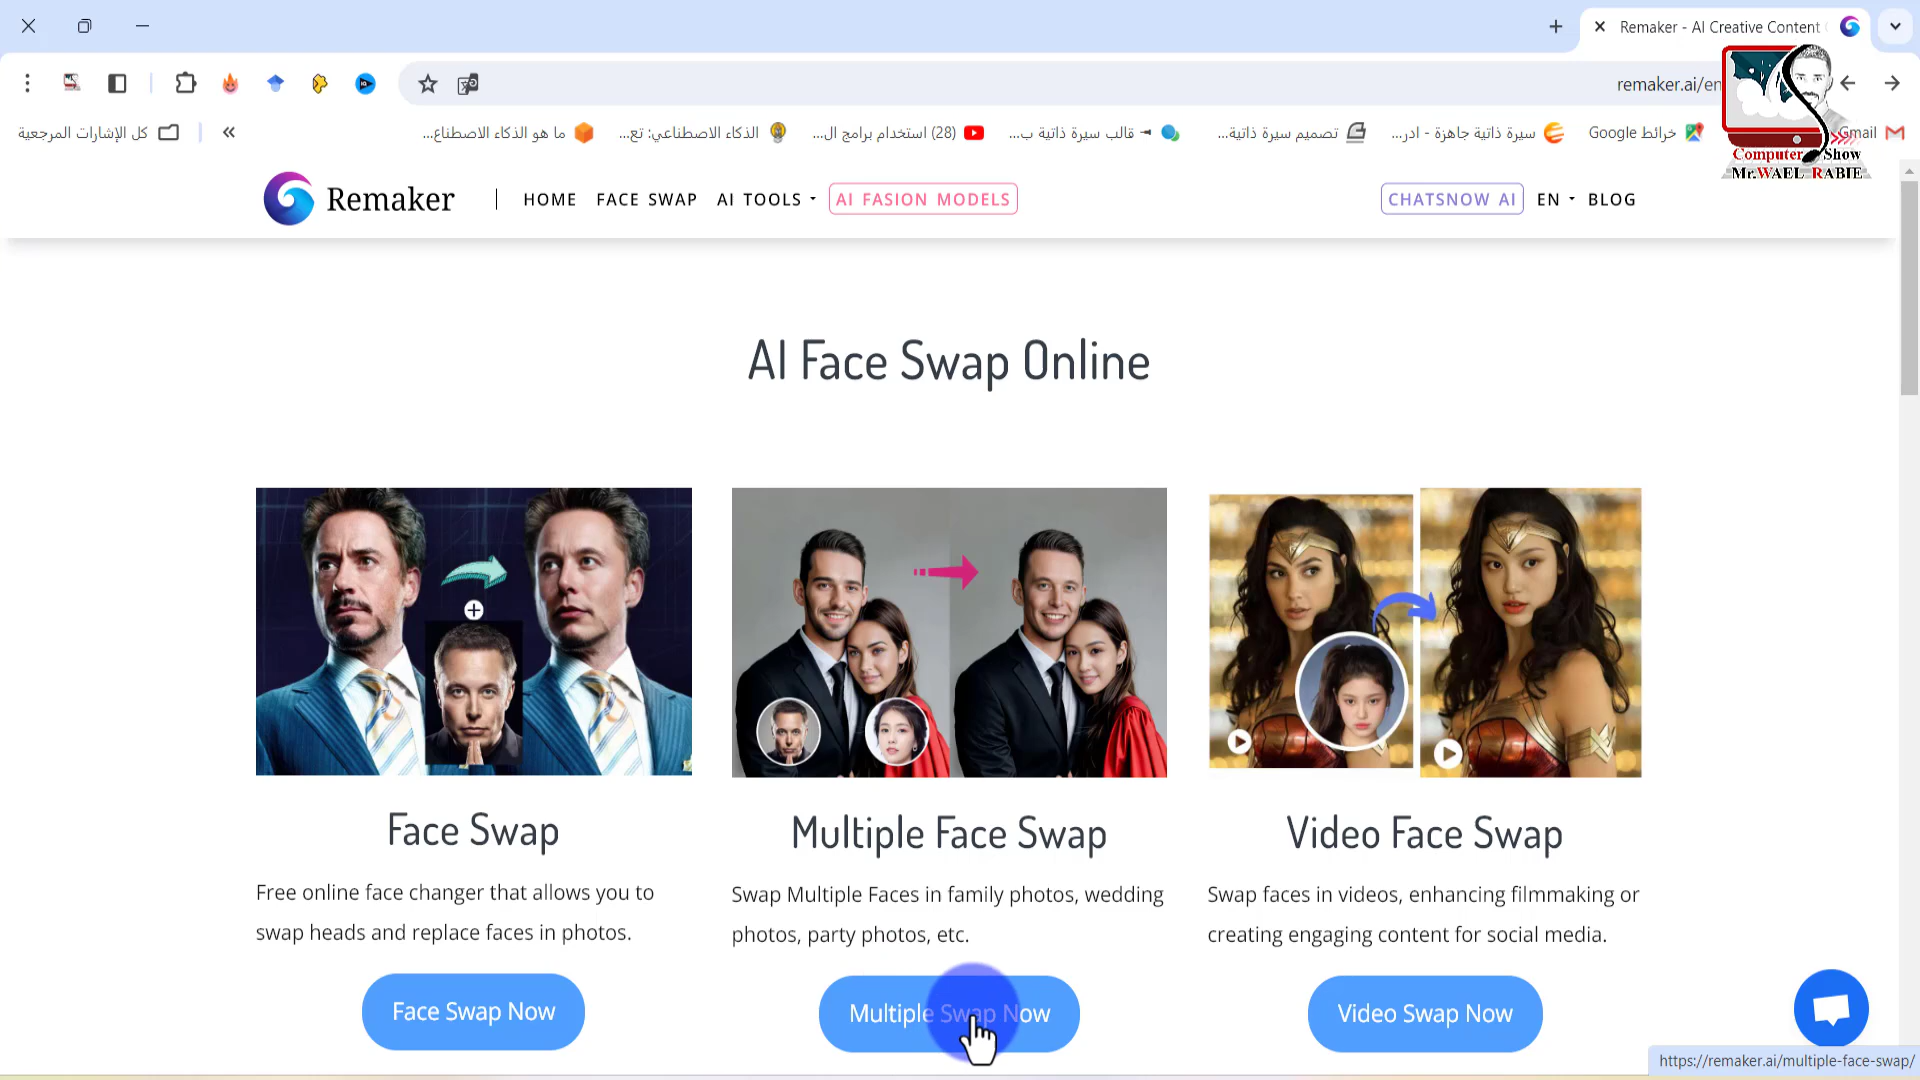 Remaker - AI Creative Content
remaker.ai/en
كل الإشارات المرجعية
ما هو الذكاء الاصطناع...
الذكاء الاصطناعي: تع...
(28) استخدام برامج ال...
قالب سيرة ذاتية ب...
تصميم سيرة ذاتية...
سيرة ذاتية جاهزة - ادر...
خرائط Google
Gmail
Computer Show
Mr.WAEL RABIE
Remaker
HOME FACE SWAP AI TOOLS AI FASION MODELS CHATSNOW AI EN BLOG
AI Face Swap Online
Face Swap
Free online face changer that allows you to
swap heads and replace faces in photos.
Face Swap Now
Multiple Face Swap
Swap Multiple Faces in family photos, wedding
photos, party photos, etc.
Multiple Swap Now
Video Face Swap
Swap faces in videos, enhancing filmmaking or
creating engaging content for social media.
Video Swap Now
https://remaker.ai/multiple-face-swap/